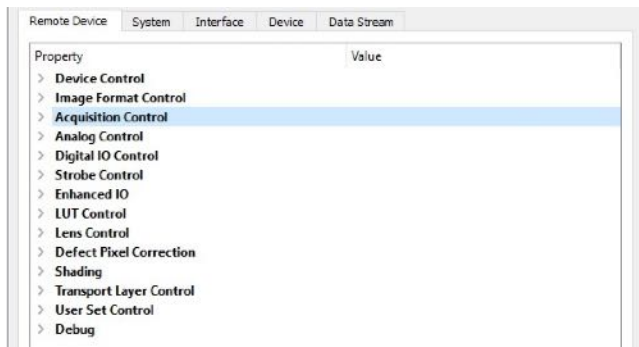 Remote Device System Interface Device Data Stream
Property Value
Device Control
Image Format Control
Acquisition Control
Analog Control
Digital IO Control
Strobe Control
Enhanced IO
LUT Control
Lens Control
Defect Pixel Correction
Shading
Transport Layer Control
User Set Control
Debug